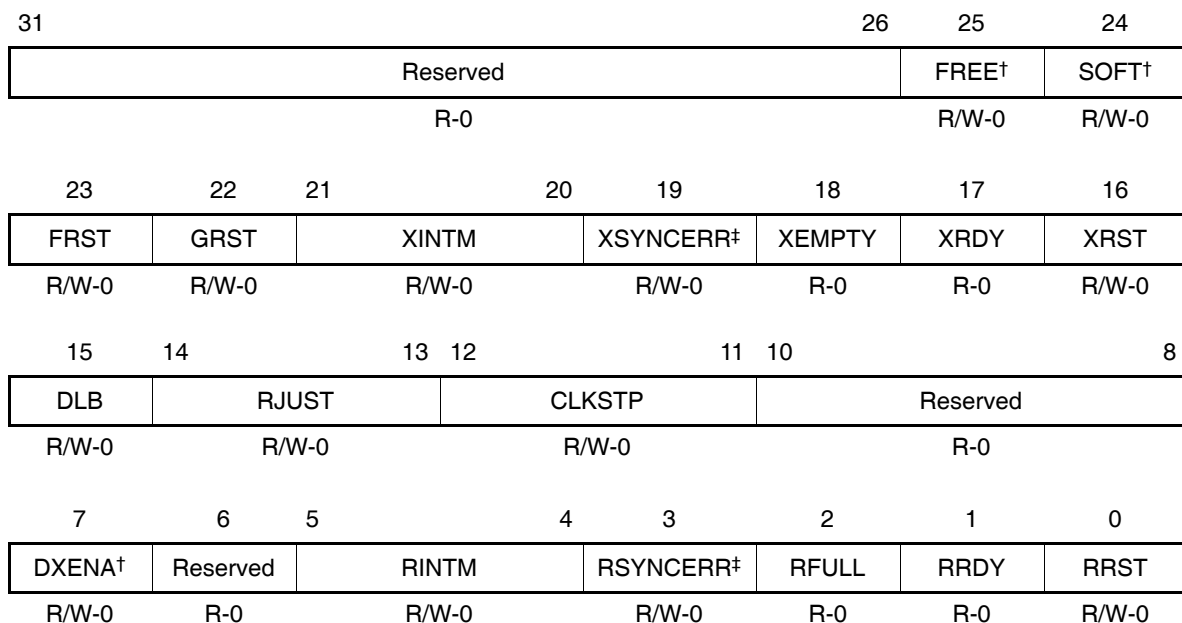 31 26 25 24
Reserved FREE† SOFT†
R-0 R/W-0 R/W-0
23 22 21 20 19 18 17 16
FRST GRST XINTM XSYNCERR‡ XEMPTY XRDY XRST
R/W-0 R/W-0 R/W-0 R/W-0 R-0 R-0 R/W-0
15 14 13 12 11 10 8
DLB RJUST CLKSTP Reserved
R/W-0 R/W-0 R/W-0 R-0
7 6 5 4 3 2 1 0
DXENA† Reserved RINTM RSYNCERR‡ RFULL RRDY RRST
R/W-0 R-0 R/W-0 R/W-0 R-0 R-0 R/W-0